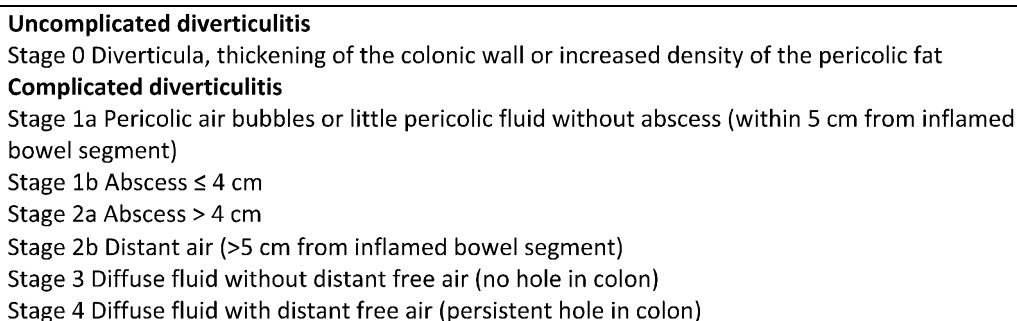 Uncomplicated diverticulitis
Stage 0 Diverticula, thickening of the colonic wall or increased density of the pericolic fat
Complicated diverticulitis
Stage 1a Pericolic air bubbles or little pericolic fluid without abscess (within 5 cm from inflamed
bowel segment)
Stage 1b Abscess ≤ 4 cm
Stage 2a Abscess > 4 cm
Stage 2b Distant air (>5 cm from inflamed bowel segment)
Stage 3 Diffuse fluid without distant free air (no hole in colon)
Stage 4 Diffuse fluid with distant free air (persistent hole in colon)